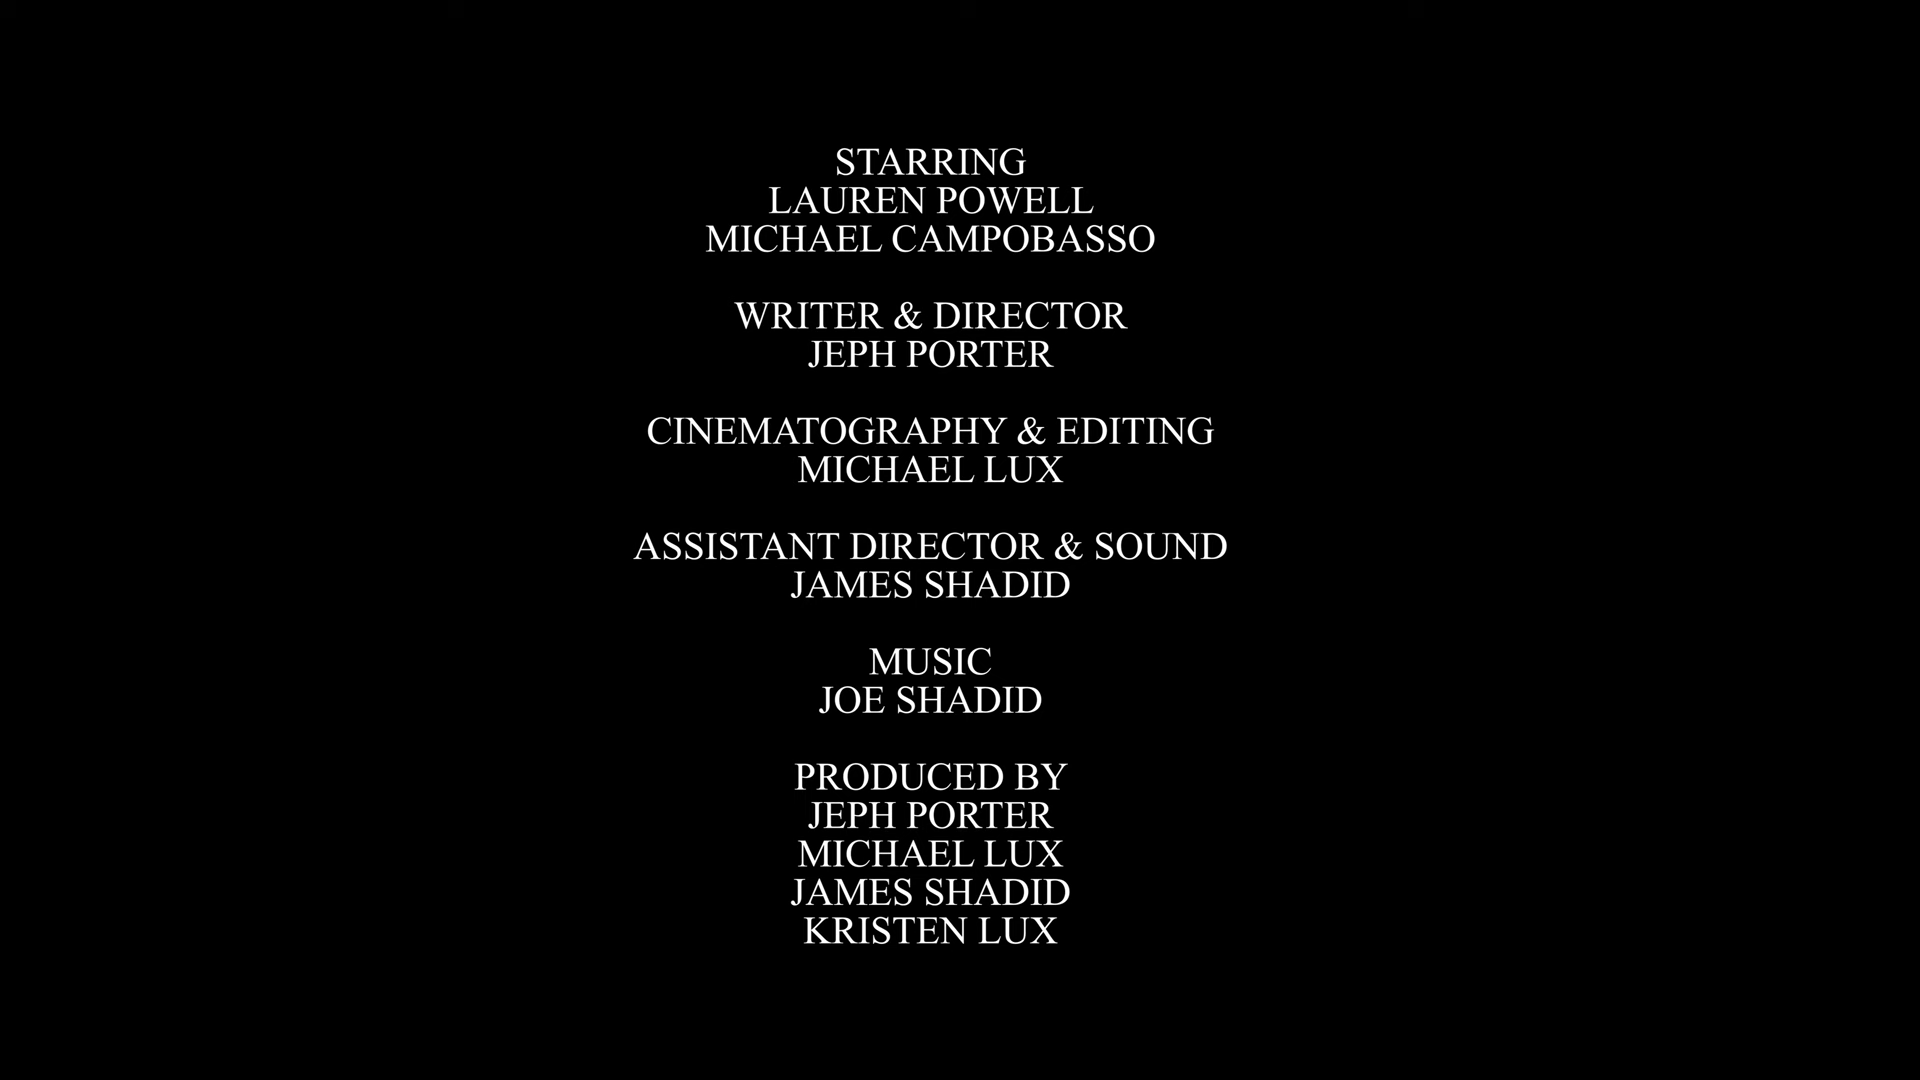 STARRING
LAUREN POWELL
MICHAEL CAMPOBASSO
WRITER & DIRECTOR
JEPH PORTER
CINEMATOGRAPHY & EDITING
MICHAEL LUX
ASSISTANT DIRECTOR & SOUND
JAMES SHADID
MUSIC
JOE SHADID
PRODUCED BY
JEPH PORTER
MICHAEL LUX
JAMES SHADID
KRISTEN LUX